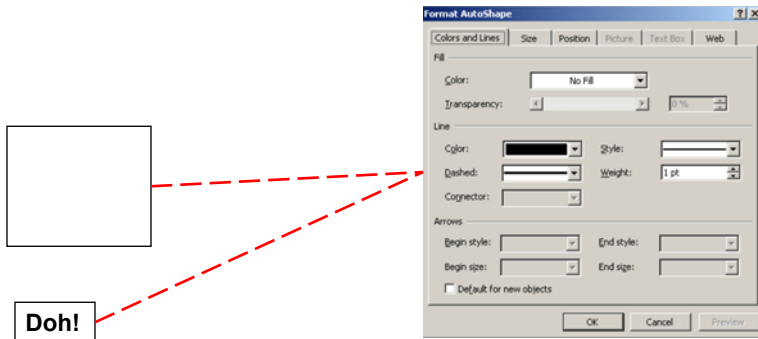 Format AutoShape
Colors and Lines Size Position Picture Text Box Web
Fill
Color: No Fill
Transparency: 0 %
Line
Color: Style:
Dashed: Weight: 1 pt
Connector:
Arrows
Begin style: End style:
Begin size: End size:
Default for new objects
OK Cancel Preview
Doh!